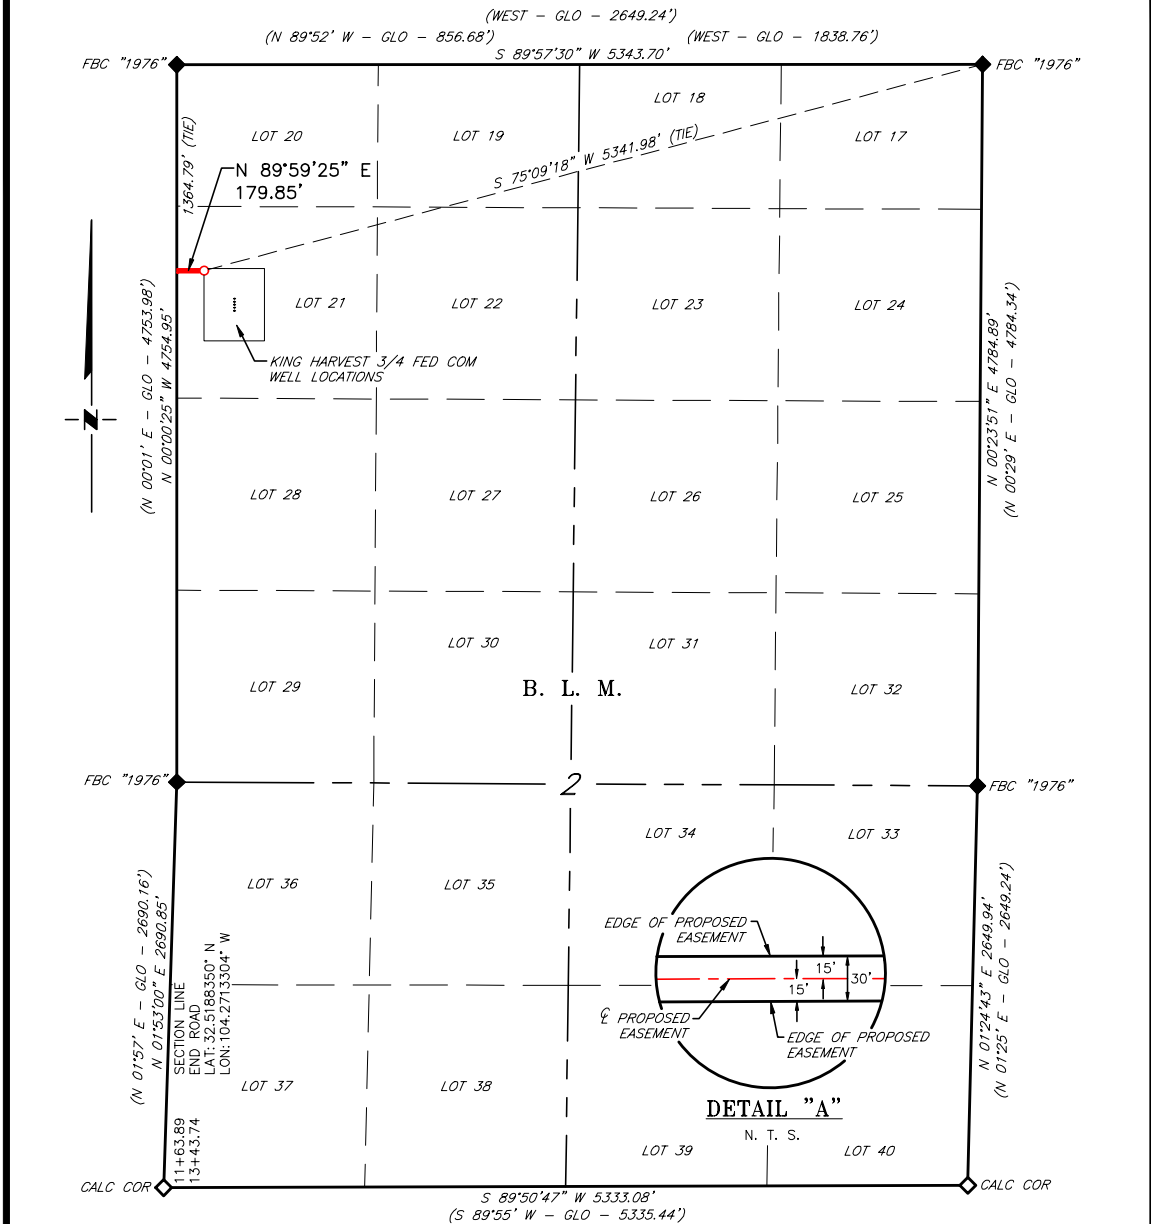 (WEST - GLO - 2649.24')
(N 89°52' W - GLO - 856.68')
(WEST - GLO - 1838.76')
S 89°57'30" W 5343.70'
FBC "1976"
FBC "1976"
LOT 18
LOT 20
LOT 19
LOT 17
1364.79' (TIE)
S 75°09'18" W 5341.98' (TIE)
N 89°59'25" E
179.85'
LOT 21
LOT 22
LOT 23
LOT 24
KING HARVEST 3/4 FED COM
WELL LOCATIONS
(N 00°01' E - GLO - 4753.98')
N 00°00'25" W 4754.95'
N 00°23'51" E 4784.89'
(N 00°29' E - GLO - 4784.34')
N
LOT 28
LOT 27
LOT 26
LOT 25
LOT 30
LOT 31
LOT 29
B. L. M.
LOT 32
FBC "1976"
2
FBC "1976"
LOT 34
LOT 33
LOT 36
LOT 35
(N 01°57' E - GLO - 2690.16')
N 01°53'00" E 2690.85'
SECTION LINE
END ROAD
LAT: 32.5188350° N
LON: 104.2713304° W
EDGE OF PROPOSED
EASEMENT
15'
30'
15'
℄ PROPOSED
EASEMENT
EDGE OF PROPOSED
EASEMENT
N 01°24'43" E 2649.94'
(N 01°25' E - GLO - 2649.24')
LOT 37
LOT 38
DETAIL "A"
N. T. S.
11+63.89
13+43.74
LOT 39
LOT 40
CALC COR
CALC COR
S 89°50'47" W 5333.08'
(S 89°55' W - GLO - 5335.44')